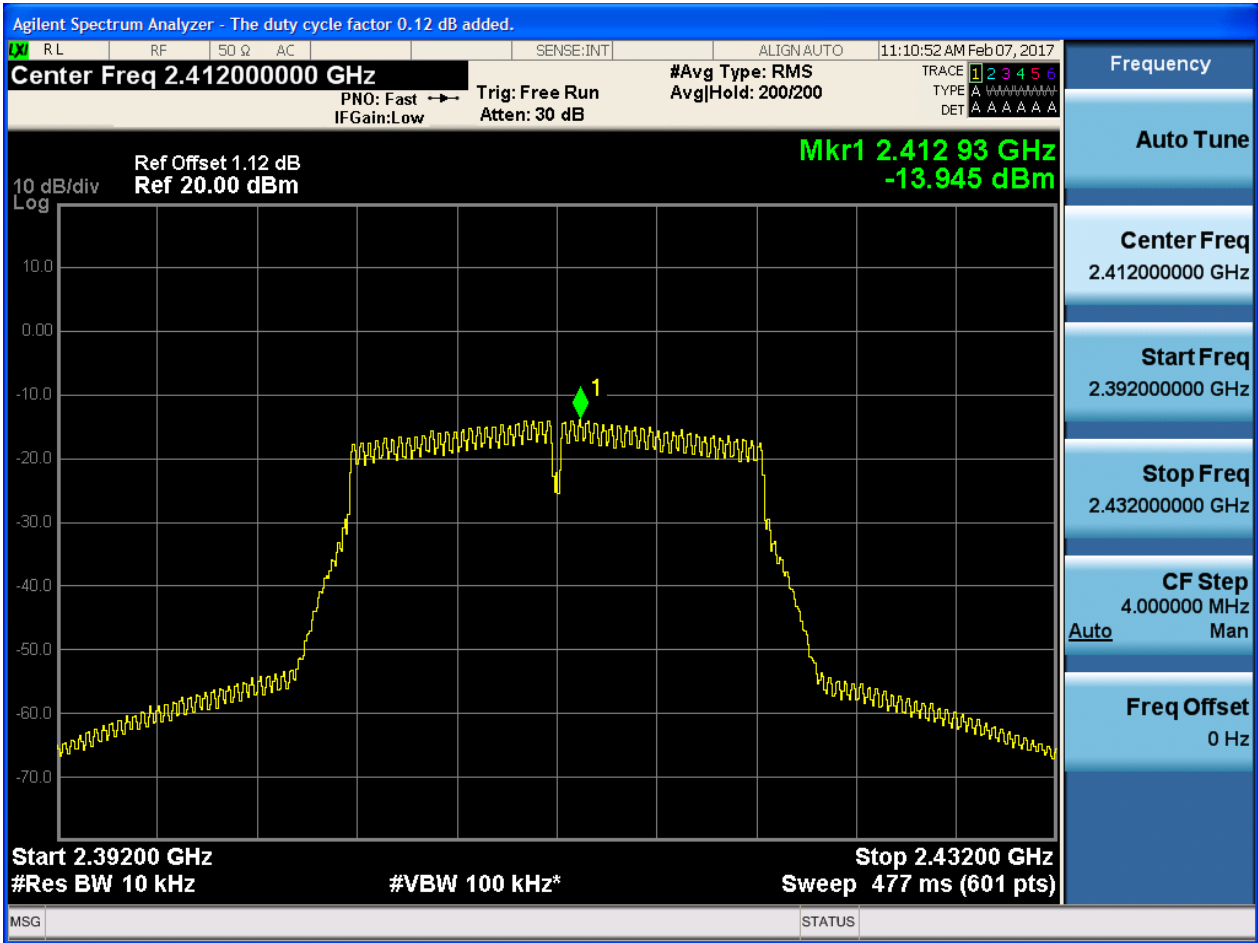 Agilent Spectrum Analyzer - The duty cycle factor 0.12 dB added.
LXI RL RF 50 Ω AC SENSE:INT ALIGN AUTO 11:10:52 AM Feb 07, 2017
Center Freq 2.412000000 GHz
PNO: Fast
IFGain:Low
Trig: Free Run
Atten: 30 dB
#Avg Type: RMS
Avg|Hold: 200/200
TRACE 1 2 3 4 5 6
TYPE A WWWWWW
DET A A A A A A
Mkr1 2.412 93 GHz
-13.945 dBm
Ref Offset 1.12 dB
10 dB/div Ref 20.00 dBm
Log
10.0
0.00
-10.0
-20.0
-30.0
-40.0
-50.0
-60.0
-70.0
1
Start 2.39200 GHz Stop 2.43200 GHz
#Res BW 10 kHz #VBW 100 kHz* Sweep 477 ms (601 pts)
MSG STATUS
Frequency
Auto Tune
Center Freq
2.412000000 GHz
Start Freq
2.392000000 GHz
Stop Freq
2.432000000 GHz
CF Step
4.000000 MHz
Auto Man
Freq Offset
0 Hz